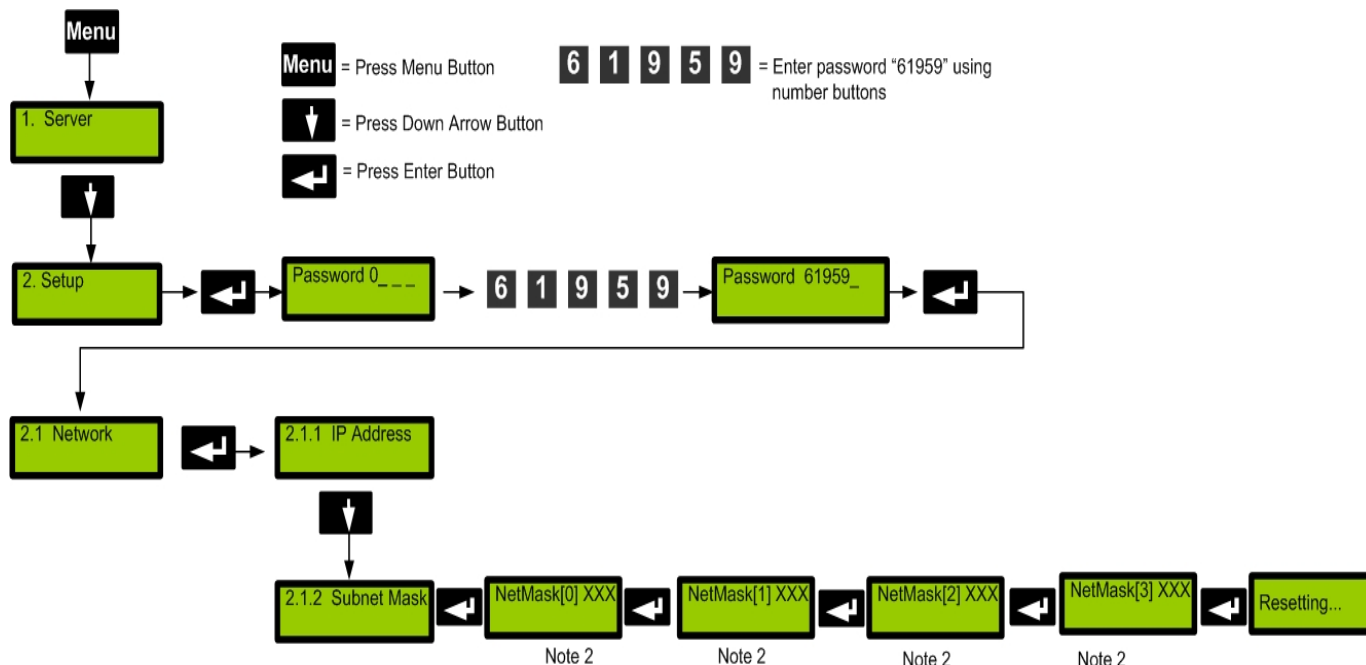 Menu
Menu = Press Menu Button
6 1 9 5 9 = Enter password “61959” using
number buttons
1. Server
= Press Down Arrow Button
= Press Enter Button
2. Setup
Password 0_ _ _
6 1 9 5 9
Password 61959_
2.1 Network
2.1.1 IP Address
2.1.2 Subnet Mask
NetMask[0] XXX
NetMask[1] XXX
NetMask[2] XXX
NetMask[3] XXX
Resetting...
Note 2
Note 2
Note 2
Note 2